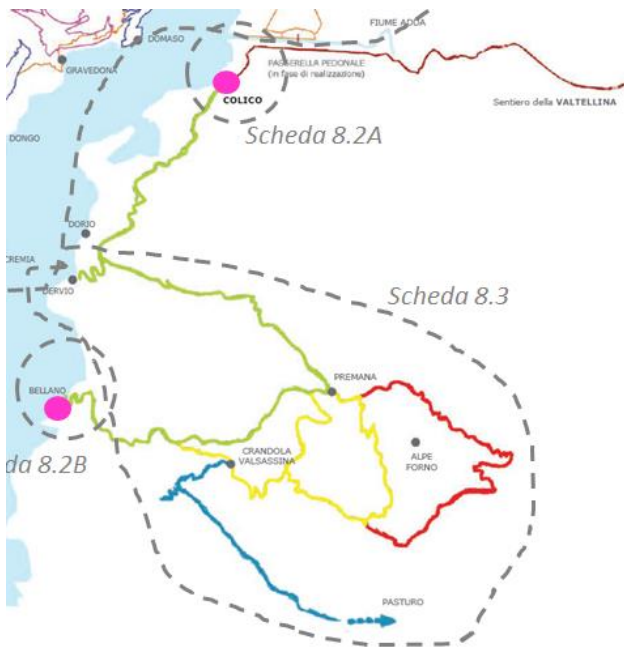 FIUME ADDA
DOMASO
GRAVEDONA
PASSERELLA PEDONALE
(in fase di realizzazione)
COLICO
Sentiero della VALTELLINA
Scheda 8.2A
DONGO
DORIO
CREMIA
DERVIO
Scheda 8.3
PREMANA
BELLANO
CRANDOLA
VALSASSINA
ALPE
FORNO
da 8.2B
PASTURO